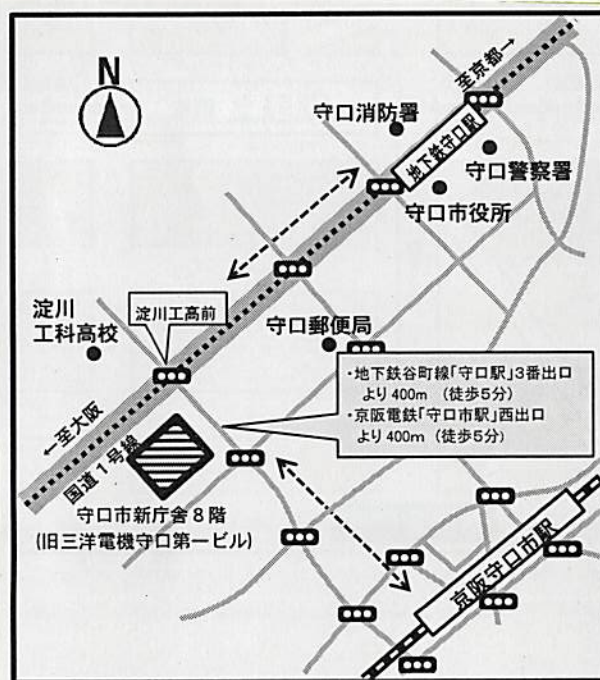 N
至京都→
守口消防署
地下鉄守口駅
守口警察署
守口市役所
淀川
工科高校
淀川工高前
守口郵便局
・地下鉄谷町線「守口駅」3番出口
より400m (徒歩5分)
・京阪電鉄「守口市駅」西出口
より400m (徒歩5分)
←至大阪
国道1号線
守口市新庁舎8階
(旧三洋電機守口第一ビル)
京阪守口市駅